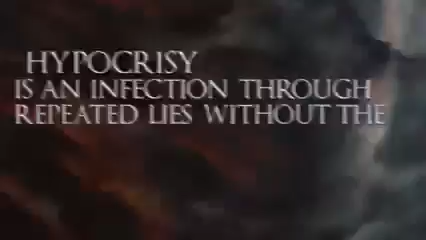 HYPOCRISY
IS AN INFECTION THROUGH
REPEATED LIES WITHOUT THE